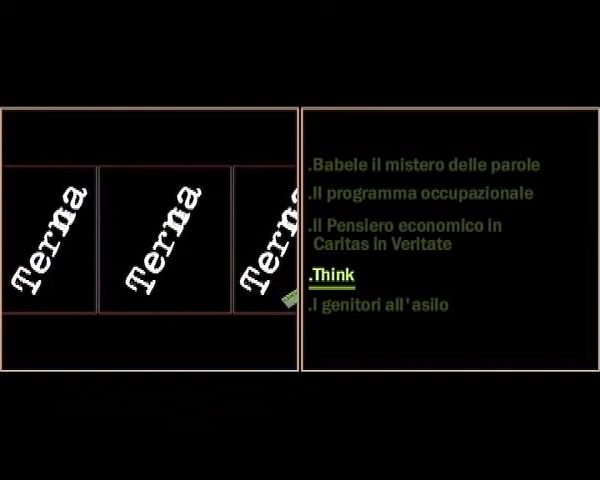 Terna
Terna
Terna
.Babele il mistero delle parole
.Il programma occupazionale
.Il Pensiero economico in
Caritas in Veritate
.Think
.I genitori all'asilo